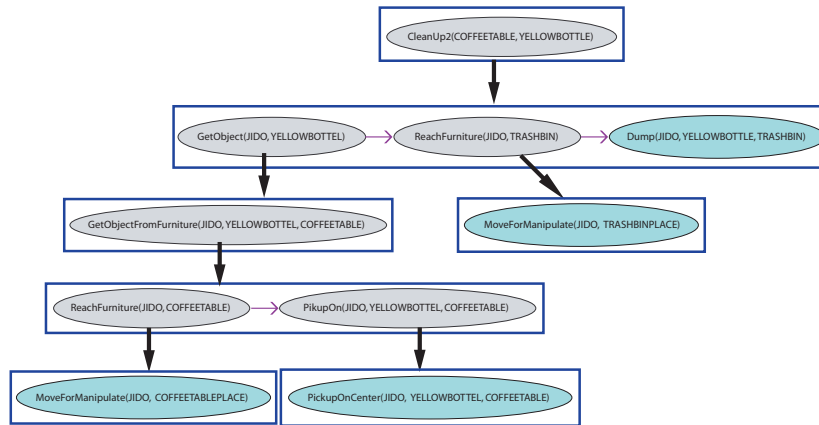 CleanUp2(COFFEETABLE, YELLOWBOTTLE)
GetObject(JIDO, YELLOWBOTTEL)
ReachFurniture(JIDO, TRASHBIN)
Dump(JIDO, YELLOWBOTTLE, TRASHBIN)
GetObjectFromFurniture(JIDO, YELLOWBOTTEL, COFFEETABLE)
MoveForManipulate(JIDO, TRASHBINPLACE)
ReachFurniture(JIDO, COFFEETABLE)
PikupOn(JIDO, YELLOWBOTTEL, COFFEETABLE)
MoveForManipulate(JIDO, COFFEETABLEPLACE)
PickupOnCenter(JIDO, YELLOWBOTTEL, COFFEETABLE)